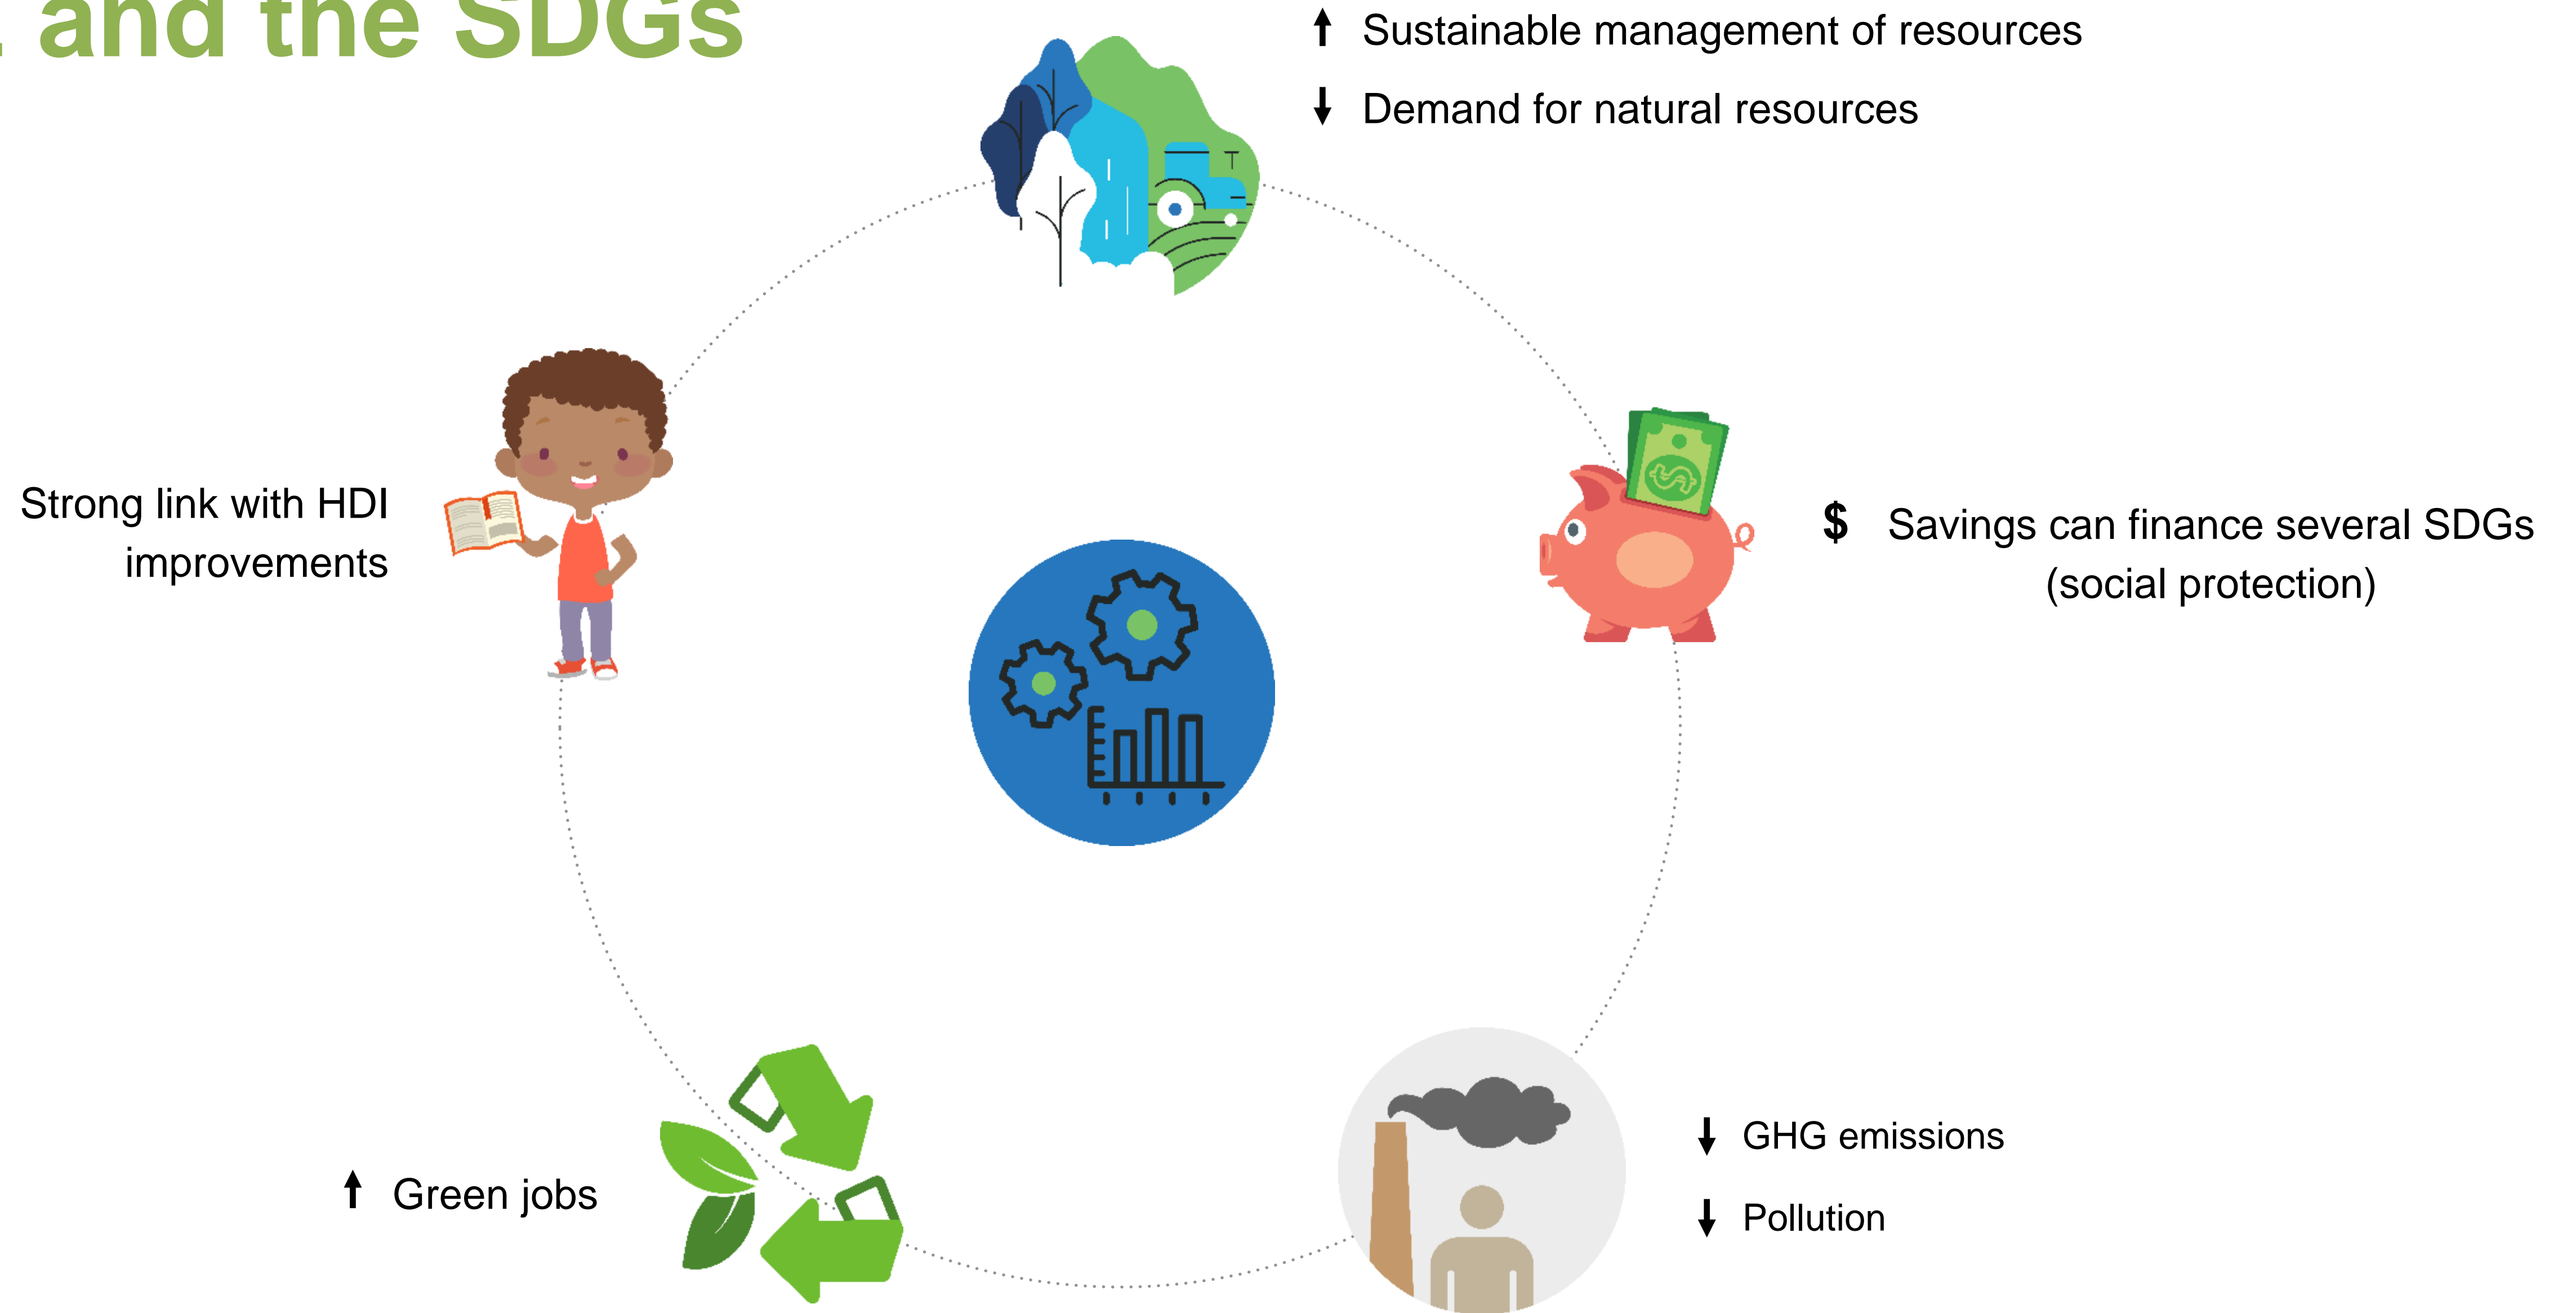 and the SDGs
↑ Sustainable management of resources
↓ Demand for natural resources
Strong link with HDI
improvements
$ Savings can finance several SDGs
(social protection)
↓ GHG emissions
↓ Pollution
↑ Green jobs